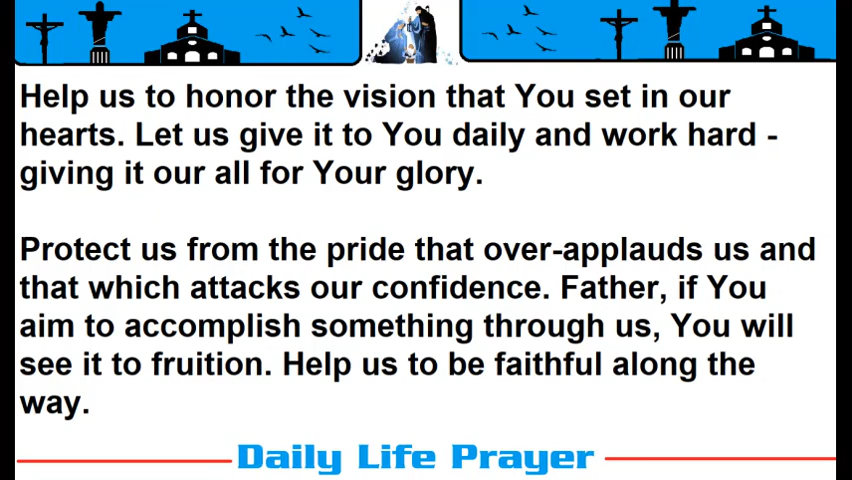 Help us to honor the vision that You set in our
hearts. Let us give it to You daily and work hard -
giving it our all for Your glory.
Protect us from the pride that over-applauds us and
that which attacks our confidence. Father, if You
aim to accomplish something through us, You will
see it to fruition. Help us to be faithful along the
way.
Daily Life Prayer